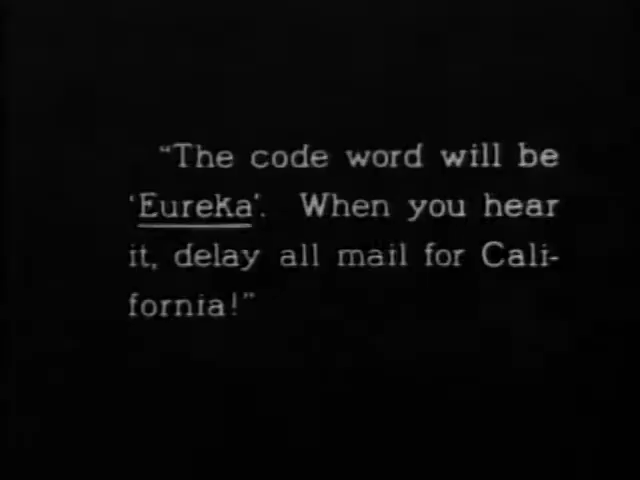 “The code word will be
‘Eureka’. When you hear
it, delay all mail for Cali-
fornia!”